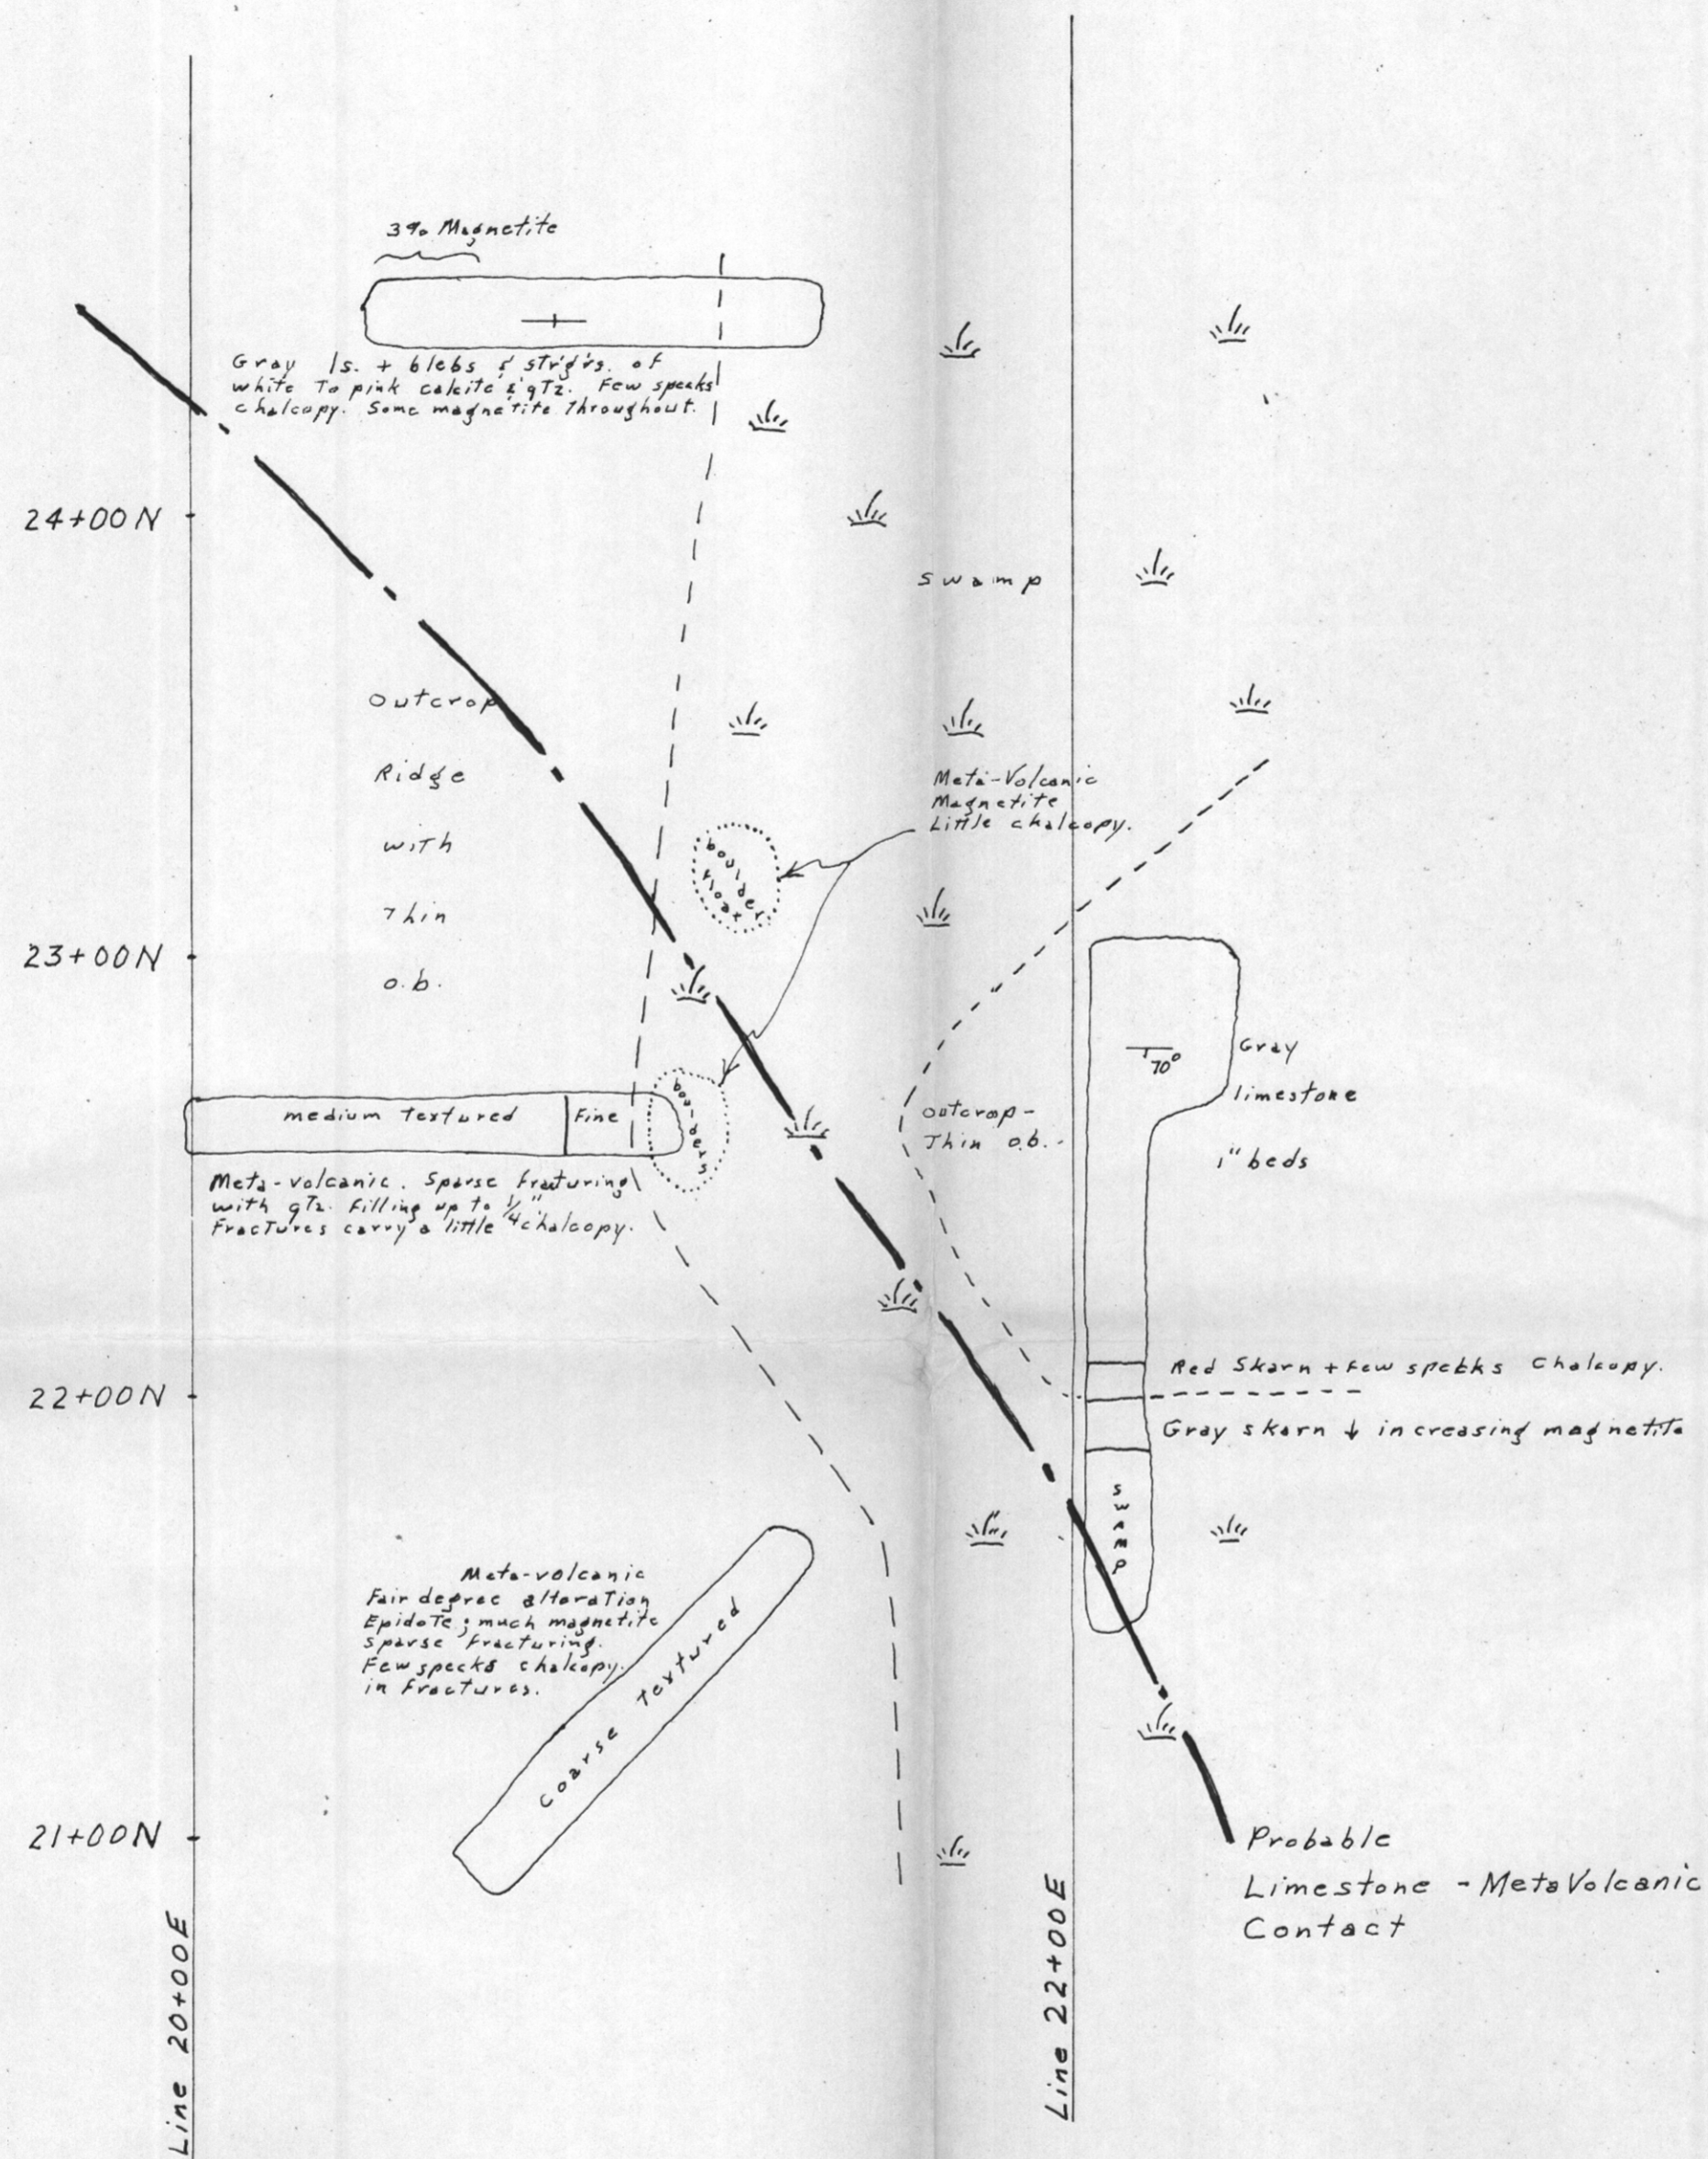 3% Magnetite
Gray ls. + blebs & str'g'rs. of
white To pink calcite & qTz. Few specks
chalcopy. Some magnetite Throughout.
24+00N
swamp
Outcrop
Ridge
with
Thin
o.b.
Meta-Volcanic
Magnetite
Little chalcopy.
boulder
float
23+00N
70°
Gray
limestone
1" beds
medium Textured
Fine
boulders
outcrop-
Thin o.b.
Meta-volcanic. Sparse Fracturing
with qTz. Filling up to 1/4".
Fractures carry a little chalcopy.
Red Skarn + Few specks Chalcopy.
22+00N
Gray skarn ↓ increasing magnetite
SWAMP
Meta-volcanic
Fair degree alteration
EpidoTe; much magnetite
sparse Fracturing.
Few specks chalcopy.
in Fractures.
Coarse Textured
21+00N
Probable
Limestone - MetaVolcanic
Contact
Line 20+00E
Line 22+00E